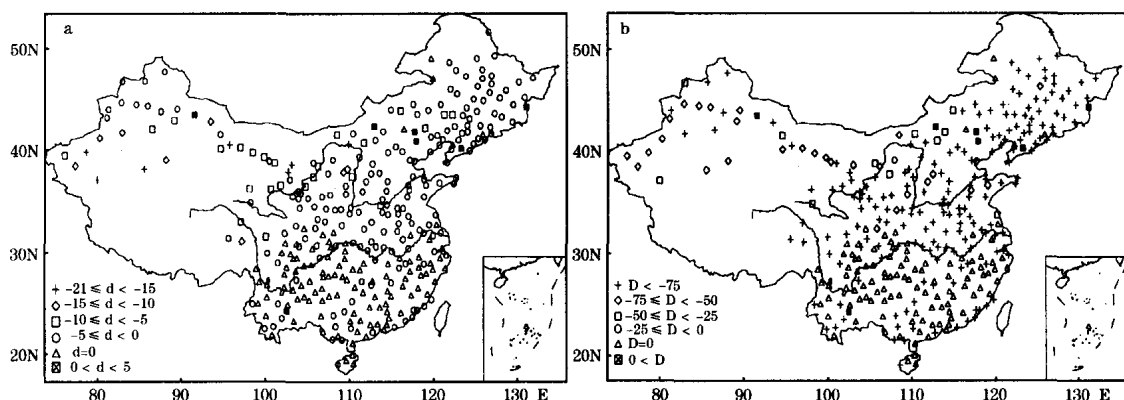 a
50N
40N
30N
20N
+ -21 ≤ d < -15
◇ -15 ≤ d < -10
□ -10 ≤ d < -5
○ -5 ≤ d < 0
△ d=0
⊠ 0 < d < 5
80 90 100 110 120 130 E
b
50N
40N
30N
20N
+ D < -75
◇ -75 ≤ D < -50
□ -50 ≤ D < -25
○ -25 ≤ D < 0
△ D=0
⊠ 0 < D
80 90 100 110 120 130 E